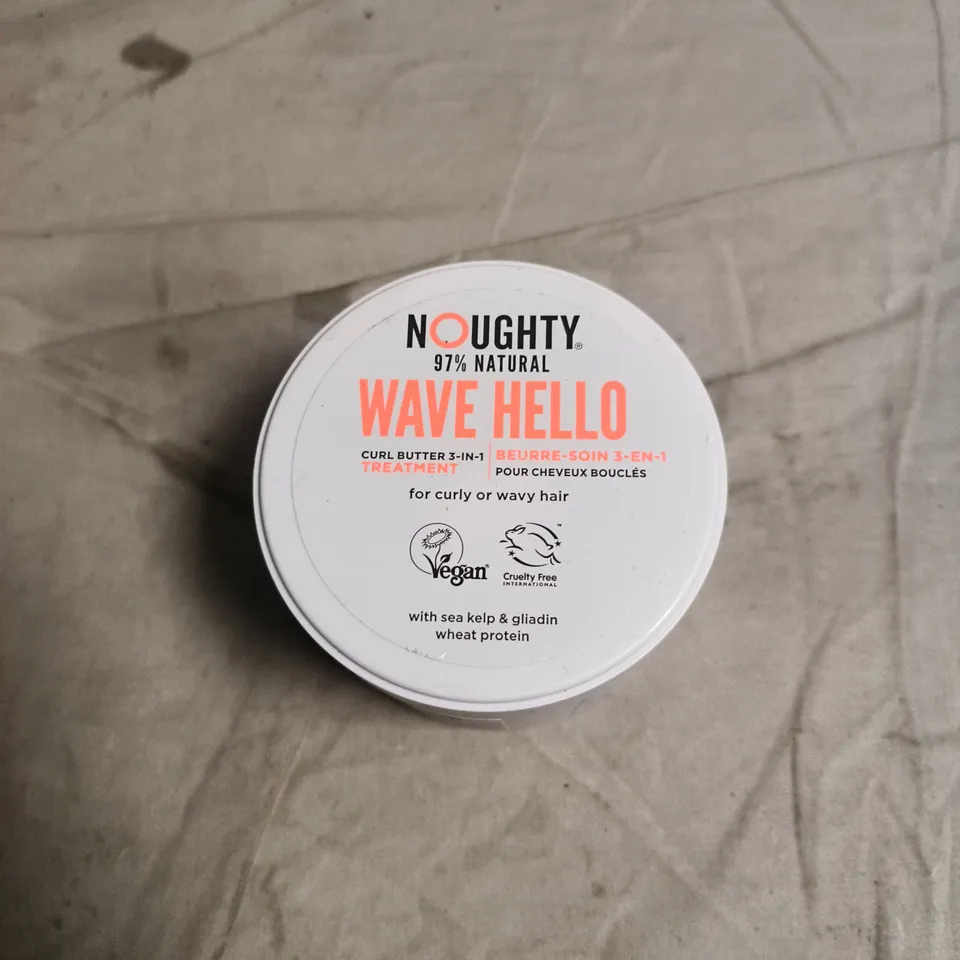 NOUGHTY®
97% NATURAL
WAVE HELLO
CURL BUTTER 3-IN-1
TREATMENT
BEURRE-SOIN 3-EN-1
POUR CHEVEUX BOUCLÉS
for curly or wavy hair
Vegan®
Cruelty Free™
INTERNATIONAL
with sea kelp & gliadin
wheat protein